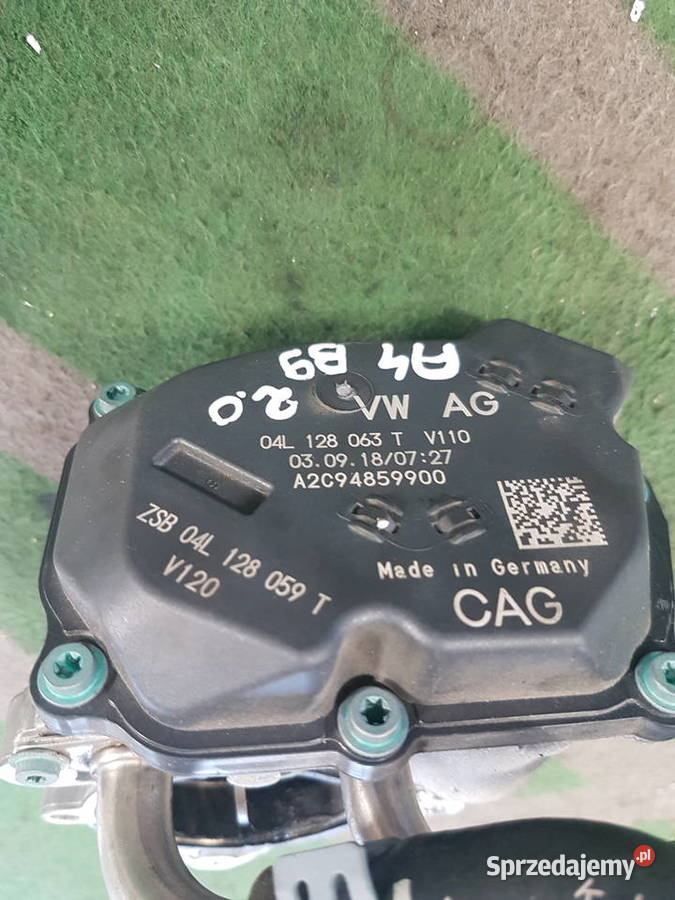 A4 B9
2.0
VW AG
04L 128 063 T V110
03.09.18/07:27
A2C94859900
ZSB 04L 128 059 T
V120
Made in Germany
CAG
Sprzedajemy.pl